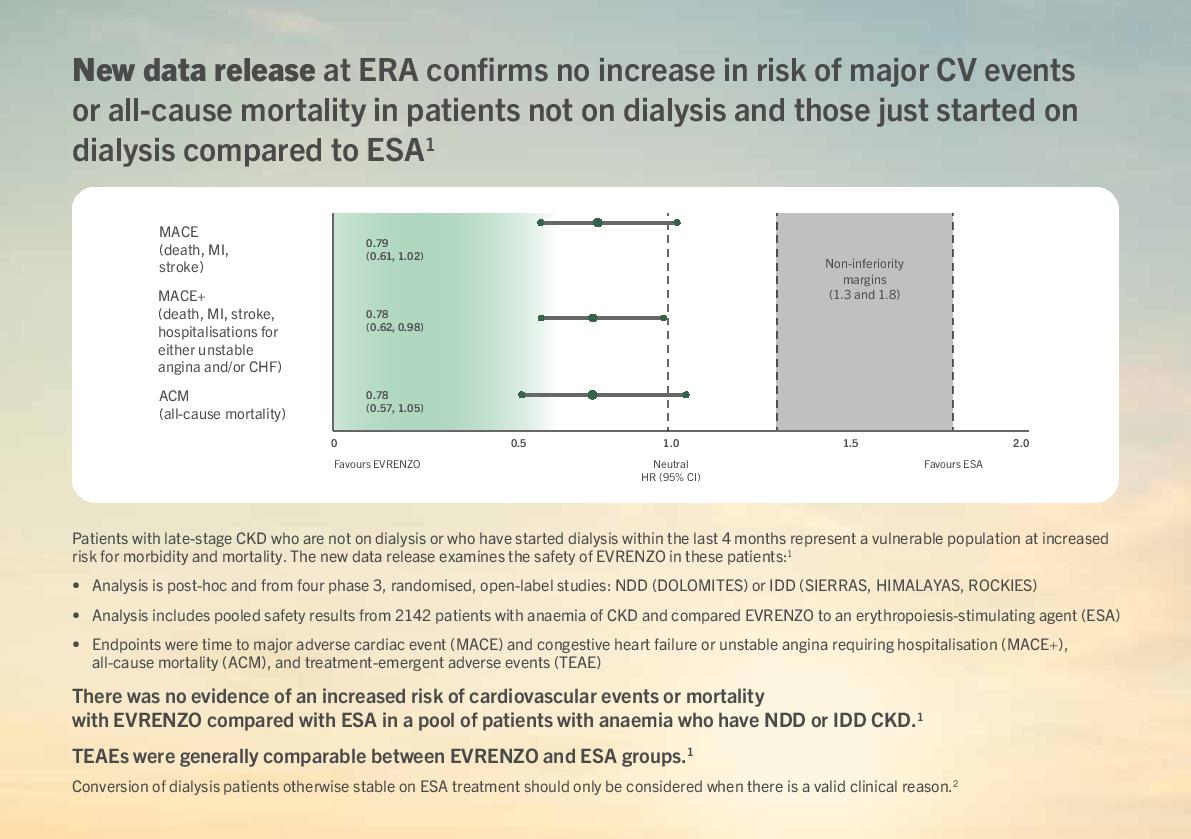 New data release at ERA confirms no increase in risk of major CV events
or all-cause mortality in patients not on dialysis and those just started on
dialysis compared to ESA1
MACE
(death, MI,
stroke)
0.79
(0.61, 1.02)
MACE+
(death, MI, stroke,
hospitalisations for
either unstable
angina and/or CHF)
0.78
(0.62, 0.98)
ACM
(all-cause mortality)
0.78
(0.57, 1.05)
Non-inferiority
margins
(1.3 and 1.8)
0 0.5 1.0 1.5 2.0
Favours EVRENZO Neutral Favours ESA
HR (95% CI)
Patients with late-stage CKD who are not on dialysis or who have started dialysis within the last 4 months represent a vulnerable population at increased
risk for morbidity and mortality. The new data release examines the safety of EVRENZO in these patients:1
• Analysis is post-hoc and from four phase 3, randomised, open-label studies: NDD (DOLOMITES) or IDD (SIERRAS, HIMALAYAS, ROCKIES)
• Analysis includes pooled safety results from 2142 patients with anaemia of CKD and compared EVRENZO to an erythropoiesis-stimulating agent (ESA)
• Endpoints were time to major adverse cardiac event (MACE) and congestive heart failure or unstable angina requiring hospitalisation (MACE+),
all-cause mortality (ACM), and treatment-emergent adverse events (TEAE)
There was no evidence of an increased risk of cardiovascular events or mortality
with EVRENZO compared with ESA in a pool of patients with anaemia who have NDD or IDD CKD.1
TEAEs were generally comparable between EVRENZO and ESA groups.1
Conversion of dialysis patients otherwise stable on ESA treatment should only be considered when there is a valid clinical reason.2